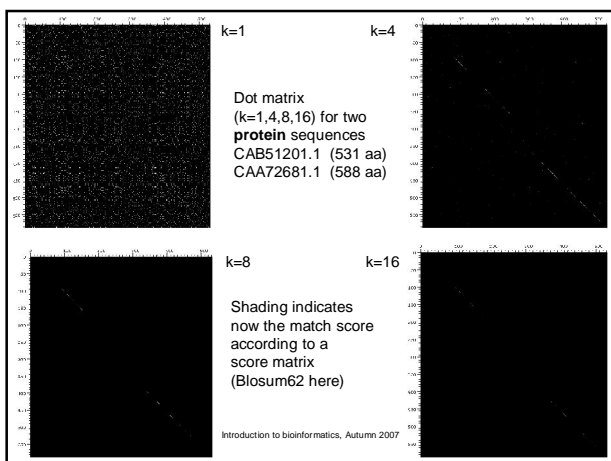 k=1
k=4
Dot matrix
(k=1,4,8,16) for two
protein sequences
CAB51201.1 (531 aa)
CAA72681.1 (588 aa)
k=8
k=16
Shading indicates
now the match score
according to a
score matrix
(Blosum62 here)
Introduction to bioinformatics, Autumn 2007